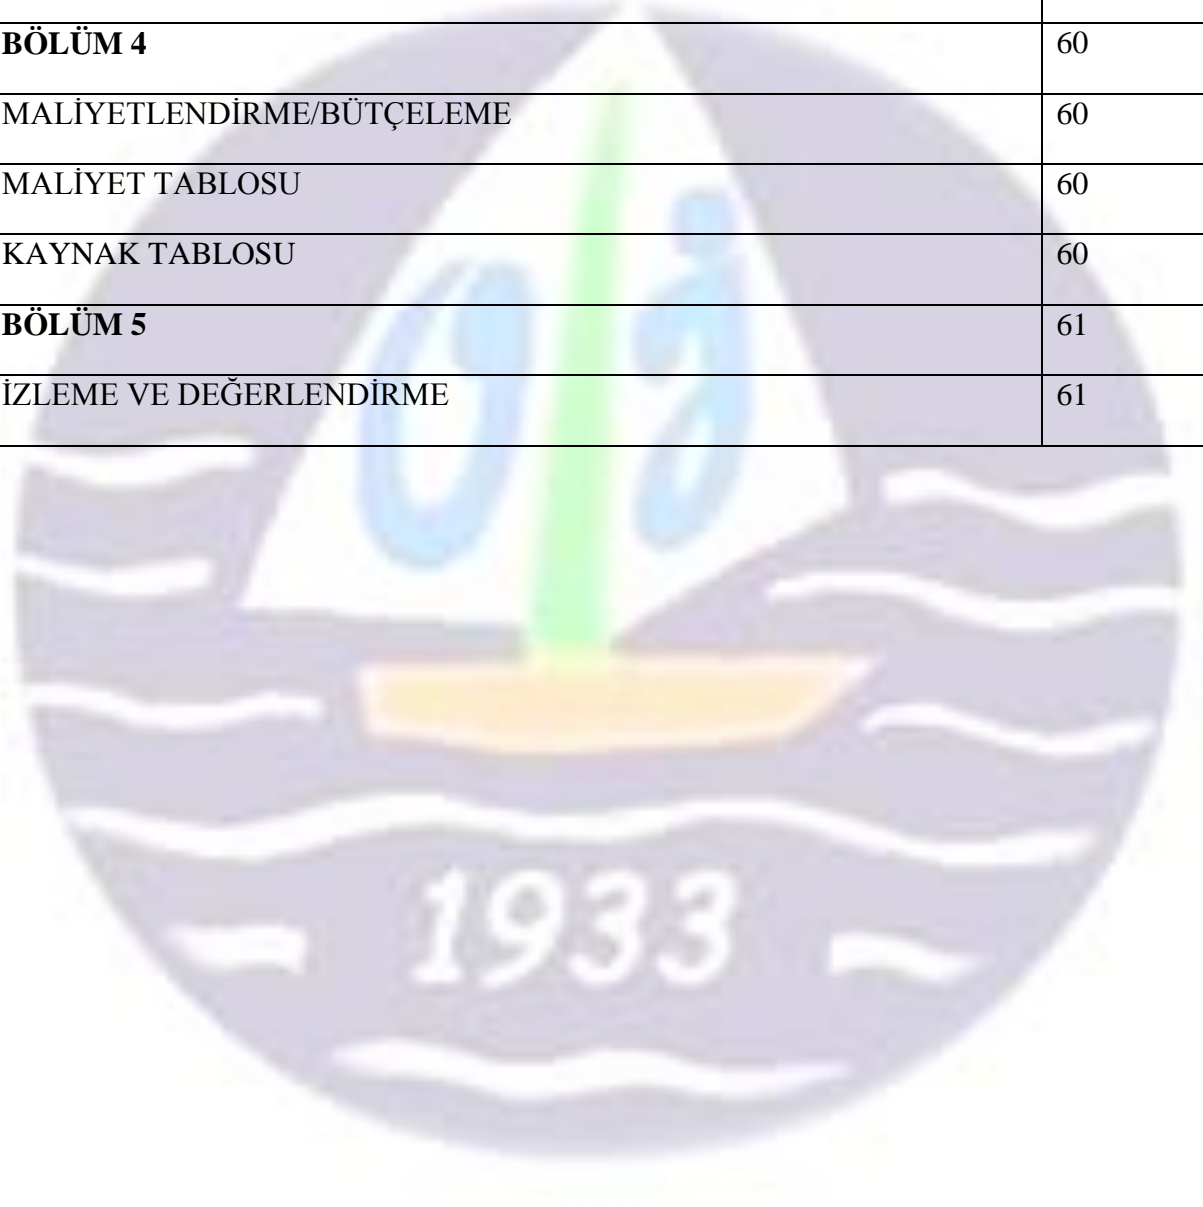 BÖLÜM 4 60
MALİYETLENDİRME/BÜTÇELEME 60
MALİYET TABLOSU 60
KAYNAK TABLOSU 60
BÖLÜM 5 61
İZLEME VE DEĞERLENDİRME 61
1933